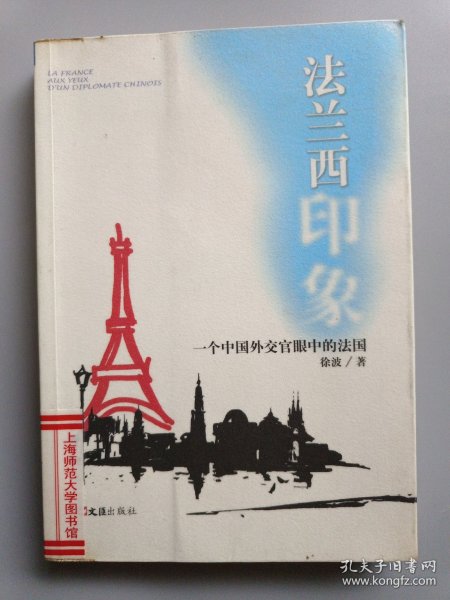 LA FRANCE
AUX YEUX
D'UN DIPLOMATE CHINOIS
法兰西印象
一个中国外交官眼中的法国
徐波/著
上海师范大学图书馆
文匯出版社
孔夫子旧书网
www.kongfz.com